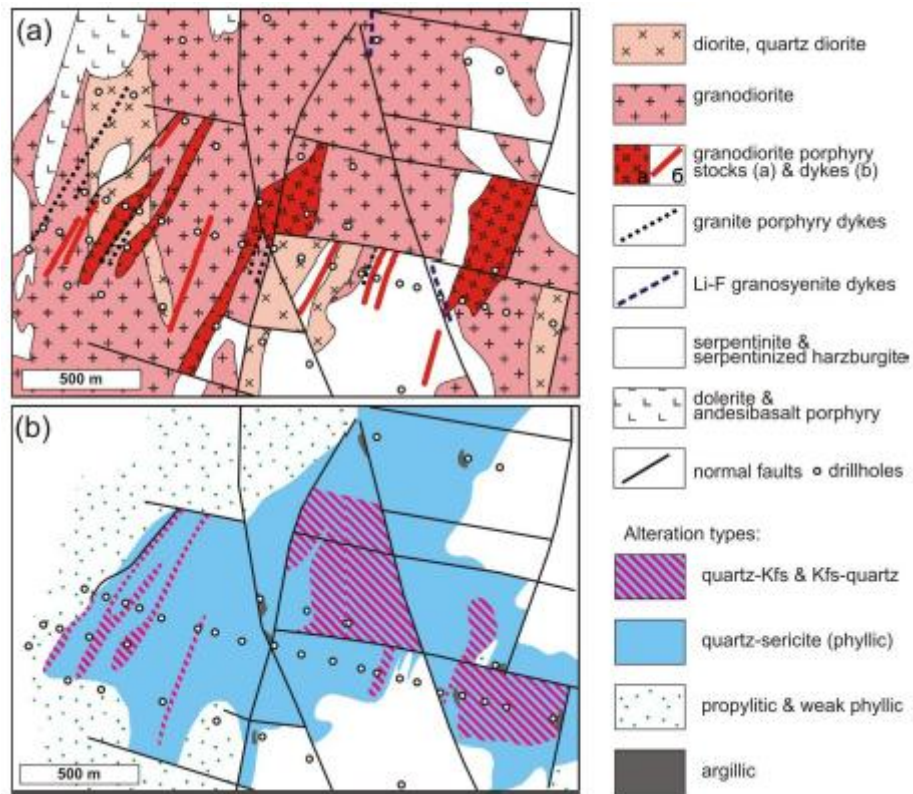 (a)
500 m
(b)
500 m
diorite, quartz diorite
granodiorite
a б
granodiorite porphyry
stocks (a) & dykes (b)
granite porphyry dykes
Li-F granosyenite dykes
serpentinite &
serpentinized harzburgite
dolerite &
andesibasalt porphyry
normal faults drillholes
Alteration types:
quartz-Kfs & Kfs-quartz
quartz-sericite (phyllic)
propylitic & weak phyllic
argillic